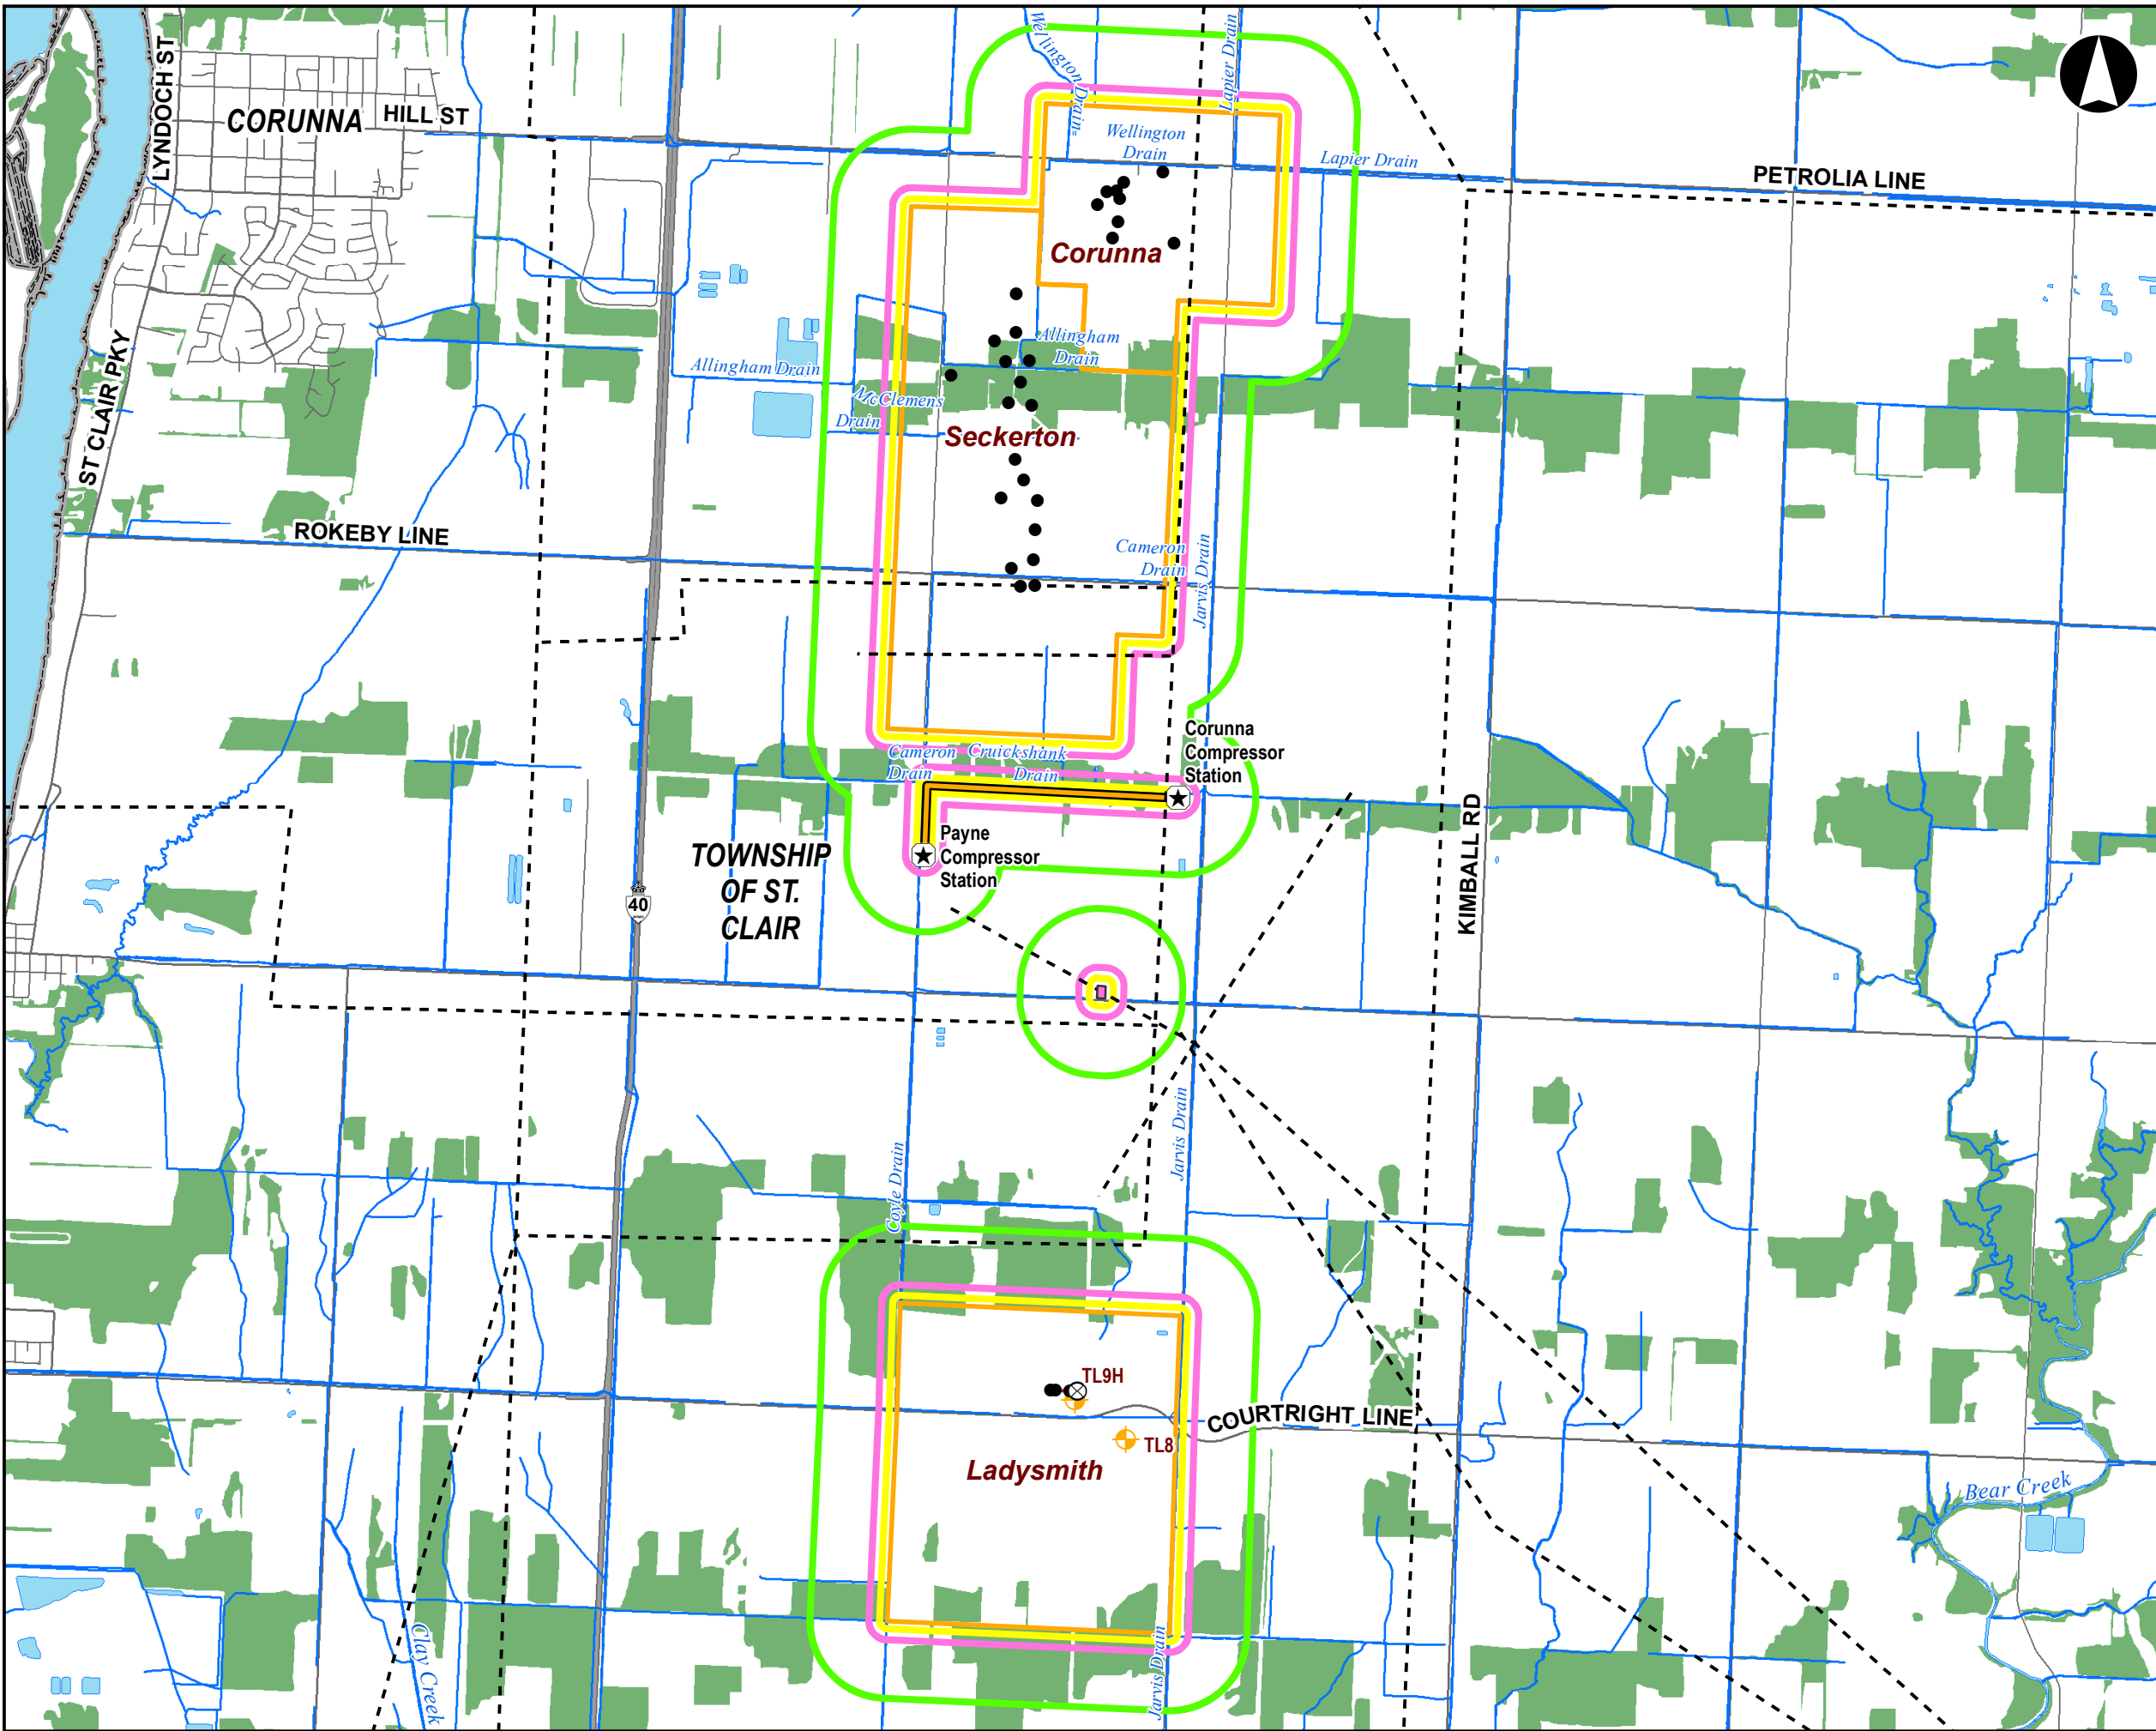 LYNDOCH ST
CORUNNA
HILL ST
Wellington
Drain
Lapier Drain
Wellington
Drain
Lapier Drain
PETROLIA LINE
Corunna
ST CLAIR PKY
Allingham Drain
Allingham
Drain
McClemens
Drain
Seckerton
ROKEBY LINE
Cameron
Drain
Jarvis Drain
Corunna
Compressor
Station
Cameron
Drain
Cruickshank
Drain
Payne
Compressor
Station
TOWNSHIP
OF ST.
CLAIR
40
KIMBALL RD
Jarvis Drain
Coyle Drain
TL9H
COURTRIGHT LINE
TL8
Ladysmith
Bear Creek
Clay Creek
Jarvis Drain